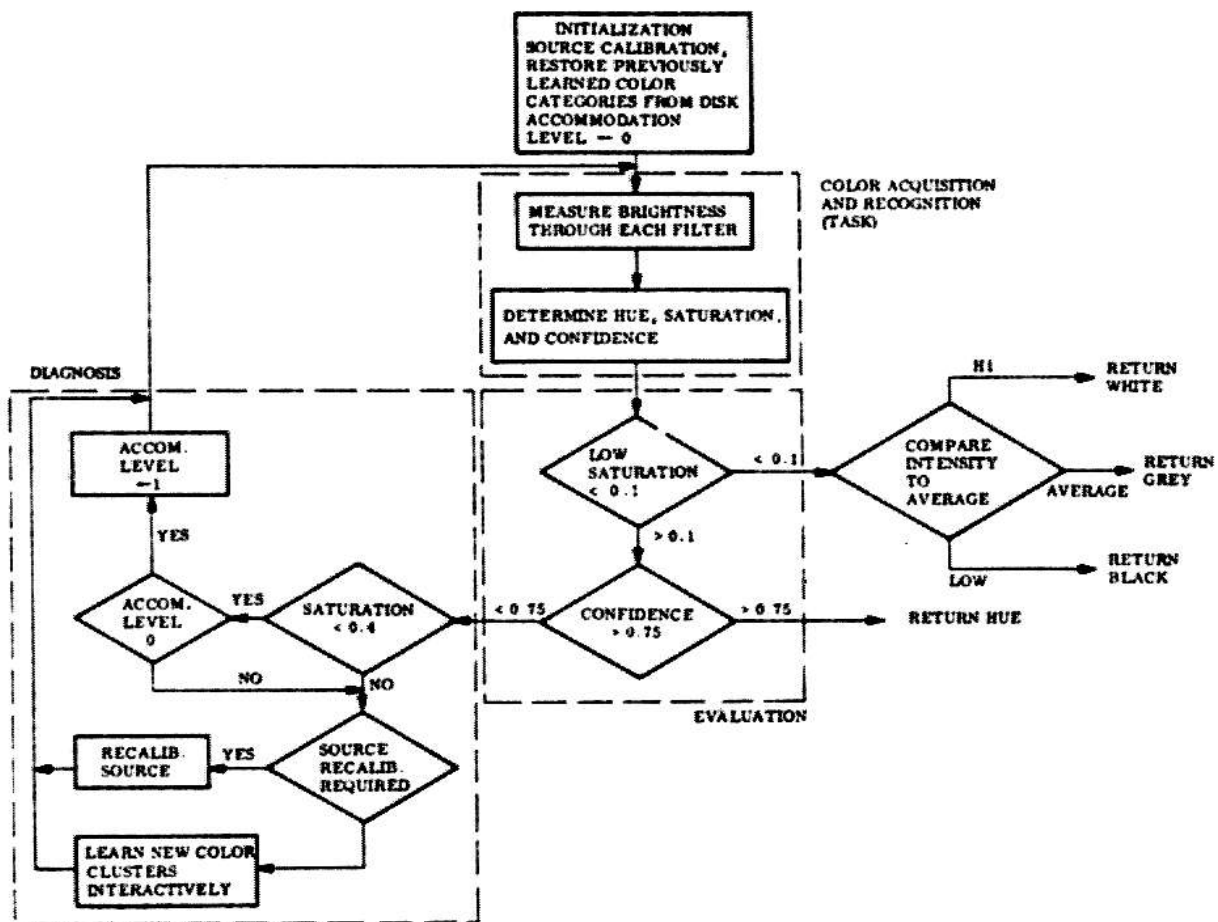 INITIALIZATION
SOURCE CALIBRATION,
RESTORE PREVIOUSLY
LEARNED COLOR
CATEGORIES FROM DISK
ACCOMMODATION
LEVEL ← 0
COLOR ACQUISITION
AND RECOGNITION
(TASK)
MEASURE BRIGHTNESS
THROUGH EACH FILTER
DETERMINE HUE, SATURATION,
AND CONFIDENCE
DIAGNOSIS
HI
RETURN
WHITE
ACCOM.
LEVEL
←1
LOW
SATURATION
< 0.1
< 0.1
COMPARE
INTENSITY
TO
AVERAGE
AVERAGE
RETURN
GREY
YES
> 0.1
LOW
RETURN
BLACK
ACCOM.
LEVEL
0
YES
SATURATION
< 0.4
< 0.75
CONFIDENCE
> 0.75
> 0.75
RETURN HUE
NO
NO
EVALUATION
RECALIB.
SOURCE
YES
SOURCE
RECALIB.
REQUIRED
LEARN NEW COLOR
CLUSTERS
INTERACTIVELY